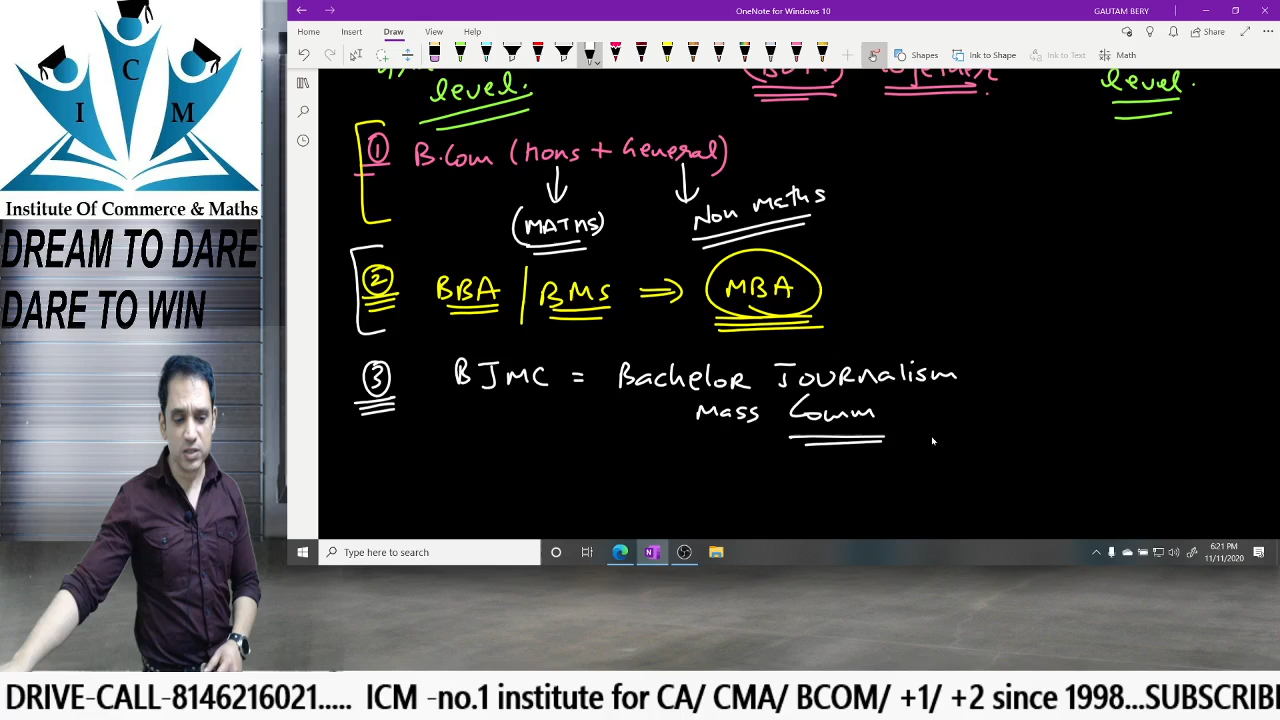 OneNote for Windows 10
GAUTAM BERY
Home Insert Draw View Help
Shapes Ink to Shape Ink to Text Math Share
C
I M
Institute Of Commerce & Maths
DREAM TO DARE
DARE TO WIN
level. level.
① B.Com (Hons + General)
(MATHS) Non maths
② BBA | BMS ⇒ MBA
③ BJMC = Bachelor Journalism
Mass Comm
Type here to search
6:21 PM
11/11/2020
DRIVE-CALL-8146216021..... ICM -no.1 institute for CA/ CMA/ BCOM/ +1/ +2 since 1998...SUBSCRIB